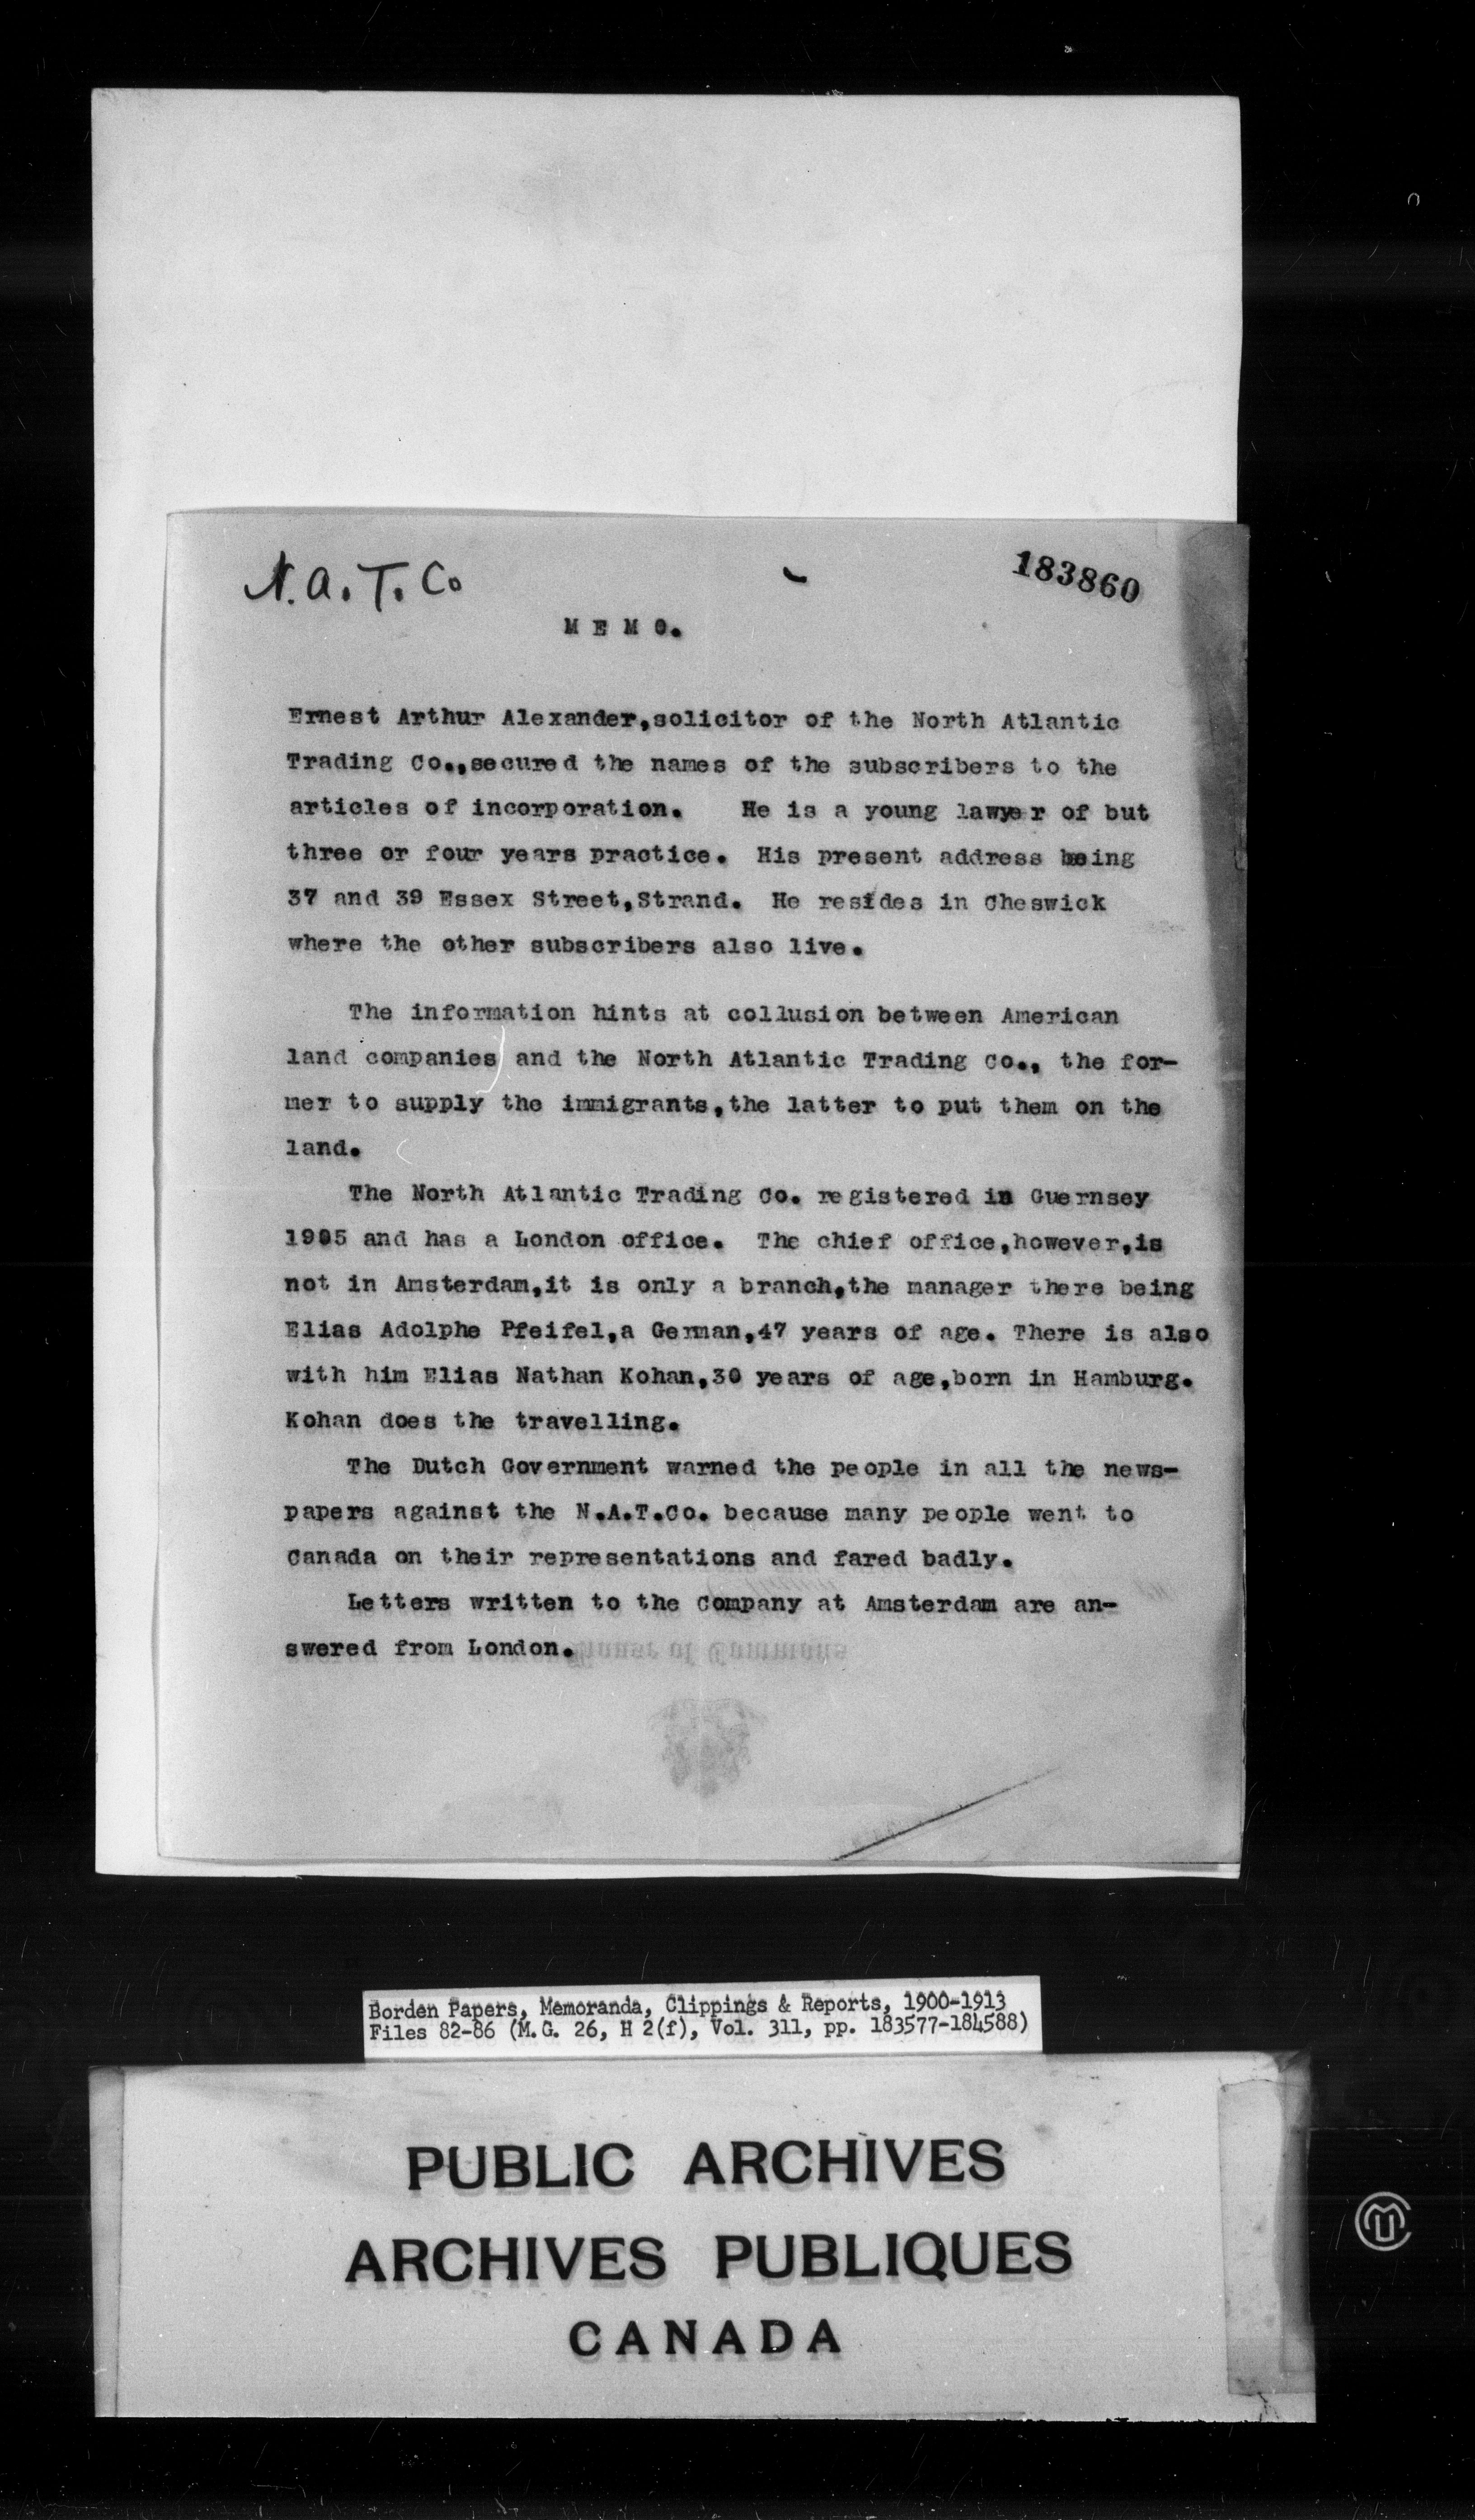 N.A.T.Co
183860
M E M O.
Ernest Arthur Alexander,solicitor of the North Atlantic
Trading Co.,secured the names of the subscribers to the
articles of incorporation. He is a young lawyer of but
three or four years practice. His present address being
37 and 39 Essex Street,Strand. He resides in Cheswick
where the other subscribers also live.
The information hints at collusion between American
land companies and the North Atlantic Trading Co., the for-
mer to supply the immigrants,the latter to put them on the
land.
The North Atlantic Trading Co. registered in Guernsey
1905 and has a London office. The chief office,however,is
not in Amsterdam,it is only a branch,the manager there being
Elias Adolphe Pfeifel,a German,47 years of age. There is also
with him Elias Nathan Kohan,30 years of age,born in Hamburg.
Kohan does the travelling.
The Dutch Government warned the people in all the news-
papers against the N.A.T.Co. because many people went to
Canada on their representations and fared badly.
Letters written to the Company at Amsterdam are an-
swered from London.
Borden Papers, Memoranda, Clippings & Reports, 1900-1913
Files 82-86 (M.G. 26, H 2(f), Vol. 311, pp. 183577-184588)
PUBLIC ARCHIVES
ARCHIVES PUBLIQUES
CANADA